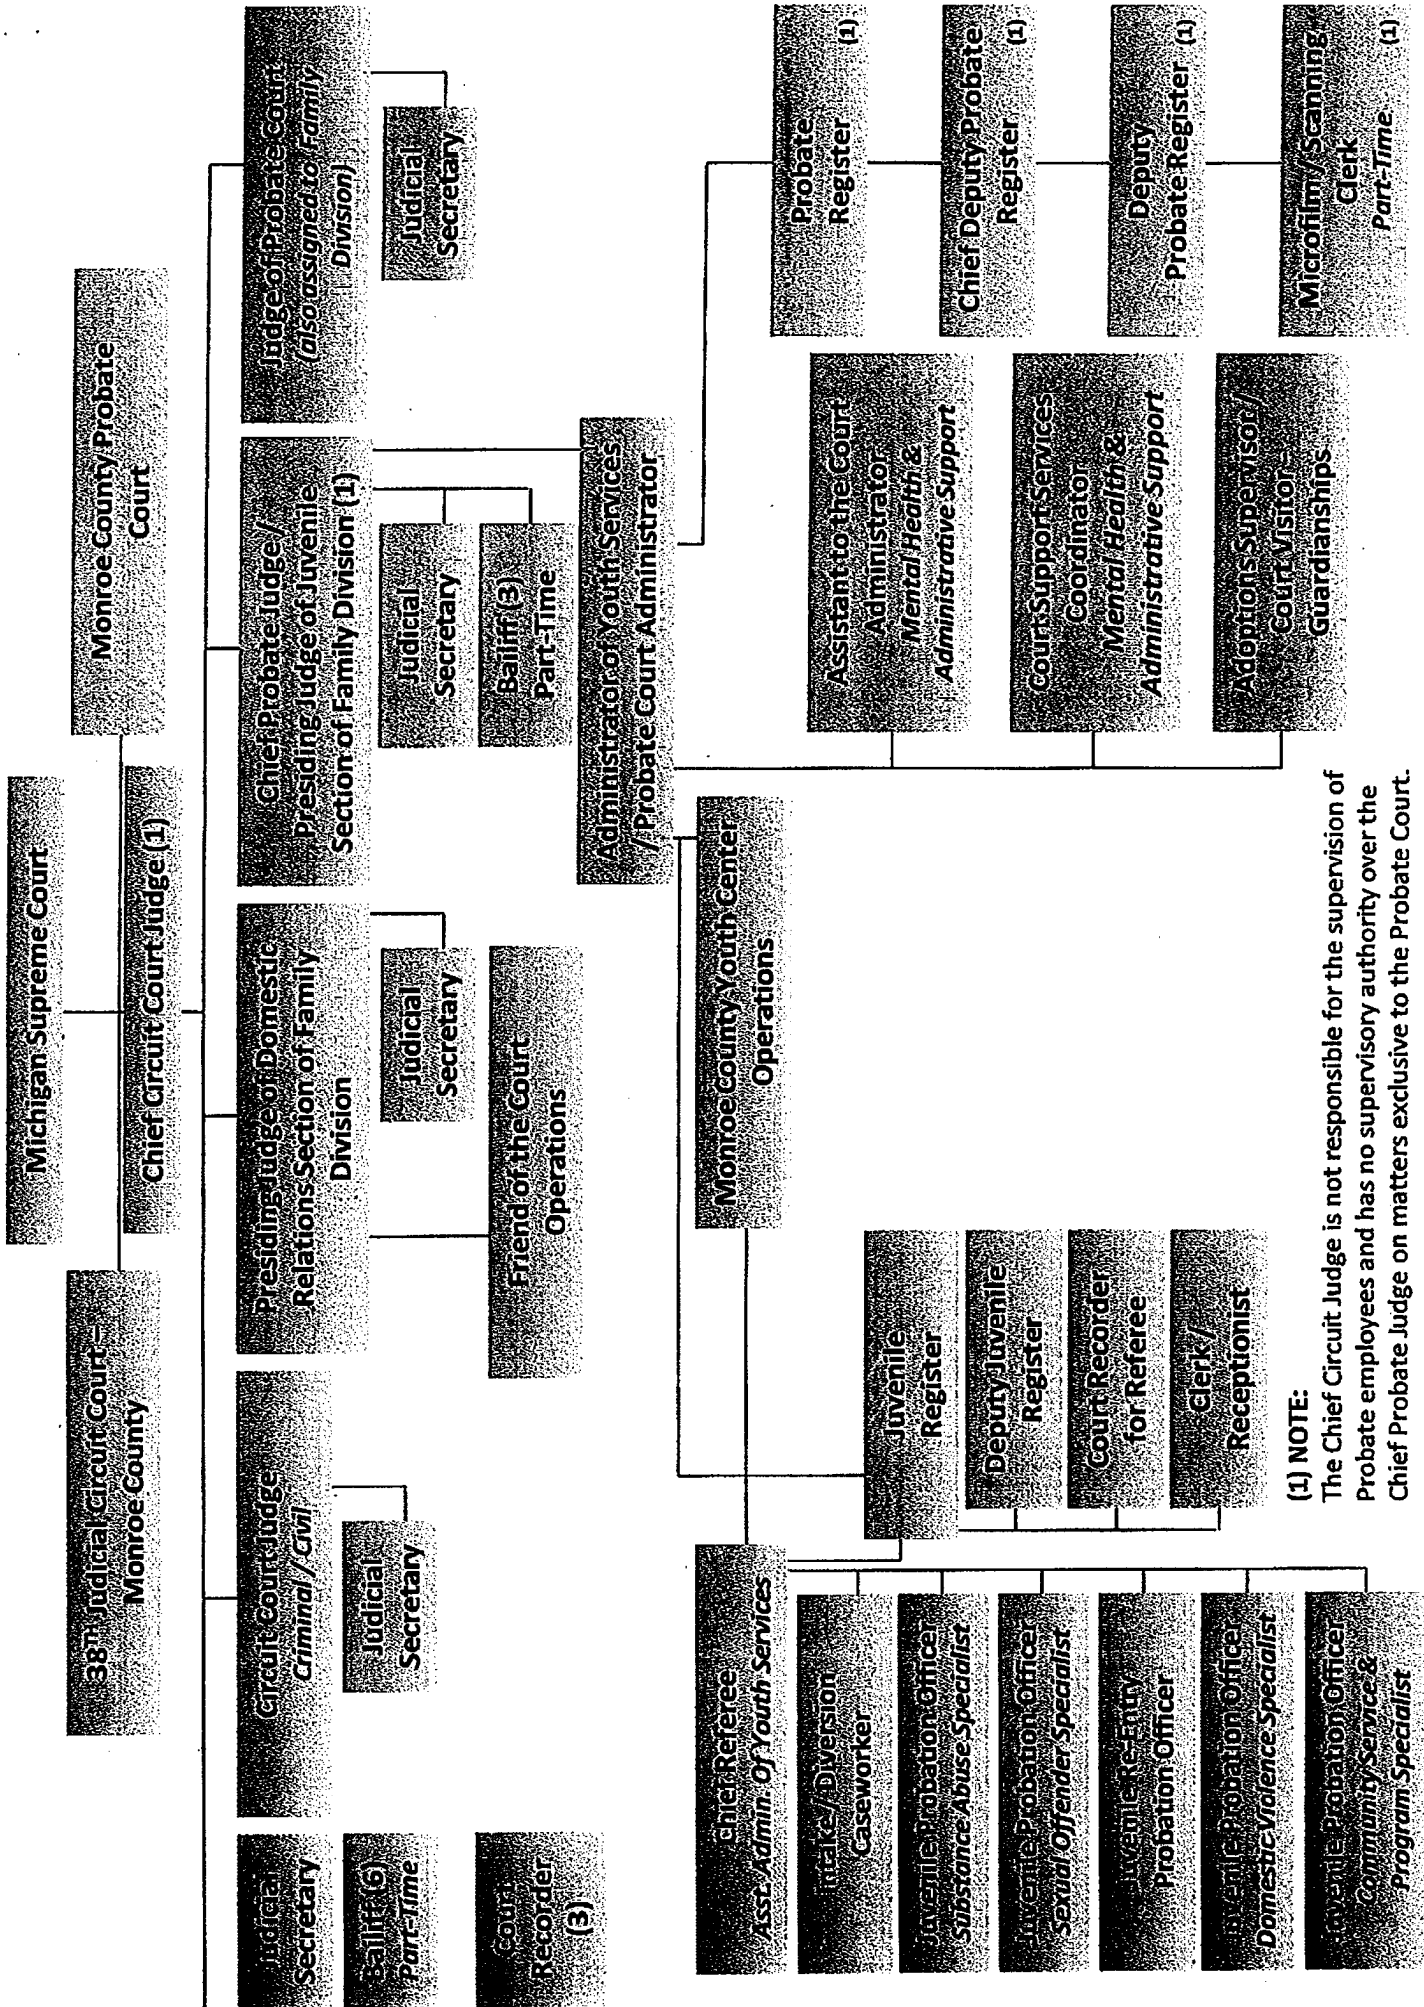 Michigan Supreme Court
38TH Judicial Circuit Court –
Monroe County
Monroe County Probate
Court
Chief Circuit Court Judge (1)
Judicial
Secretary
Bailiff (6)
Part-Time
Court
Recorder
(3)
Circuit Court Judge
Criminal / Civil
Judicial
Secretary
Presiding Judge of Domestic
Relations Section of Family
Division
Judicial
Secretary
Friend of the Court
Operations
Chief Probate Judge/
Presiding Judge of Juvenile
Section of Family Division (1)
Judicial
Secretary
Bailiff (3)
Part-Time
Judge of Probate Court
(also assigned to Family
Division)
Judicial
Secretary
Administrator of Youth Services
/Probate Court Administrator
Monroe County Youth Center
Operations
Chief Referee
Asst. Admin. Of Youth Services
Intake / Diversion
Caseworker
Juvenile Probation Officer
Substance Abuse Specialist
Juvenile Probation Officer
Sexual Offender Specialist
Juvenile Re-Entry
Probation Officer
Juvenile Probation Officer
Domestic Violence Specialist
Juvenile Probation Officer
Community Service &
Program Specialist
Juvenile
Register
Deputy Juvenile
Register
Court Recorder
for Referee
Clerk /
Receptionist
Assistant to the Court
Administrator
Mental Health &
Administrative Support
Court Support Services
Coordinator
Mental Health &
Administrative Support
Adoptions Supervisor /
Court Visitor –
Guardianships
Probate
Register
(1)
Chief Deputy Probate
Register
(1)
Deputy
Probate Register (1)
Microfilm / Scanning
Clerk
Part-Time
(1)
(1) NOTE:
The Chief Circuit Judge is not responsible for the supervision of
Probate employees and has no supervisory authority over the
Chief Probate Judge on matters exclusive to the Probate Court.